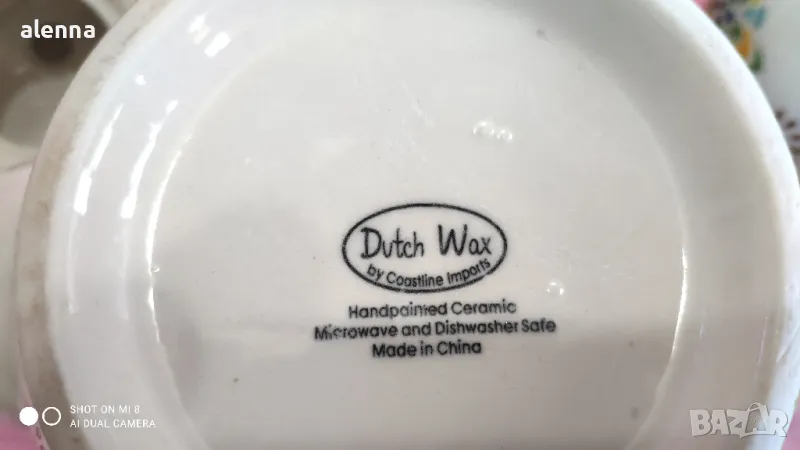 alenna
Dutch Wax
by Coastline Imports
Handpainted Ceramic
Microwave and Dishwasher Safe
Made in China
SHOT ON MI 8
AI DUAL CAMERA
BAZAR